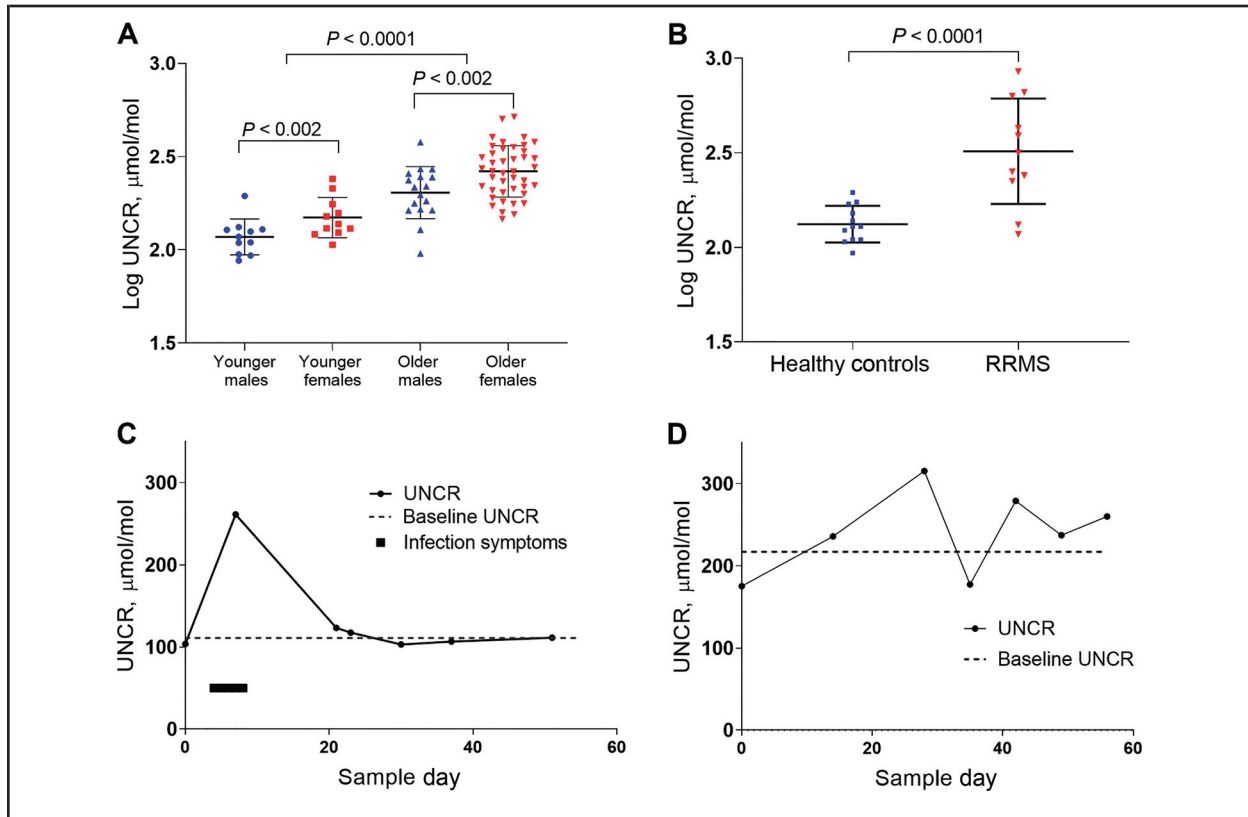 A
P < 0.0001
P < 0.002
P < 0.002
Log UNCR, μmol/mol
3.0
2.5
2.0
1.5
Younger males
Younger females
Older males
Older females
B
P < 0.0001
Log UNCR, μmol/mol
3.0
2.5
2.0
1.5
Healthy controls
RRMS
C
UNCR, μmol/mol
300
200
100
0
UNCR
Baseline UNCR
Infection symptoms
0
20
40
60
Sample day
D
UNCR, μmol/mol
300
200
100
0
UNCR
Baseline UNCR
0
20
40
60
Sample day